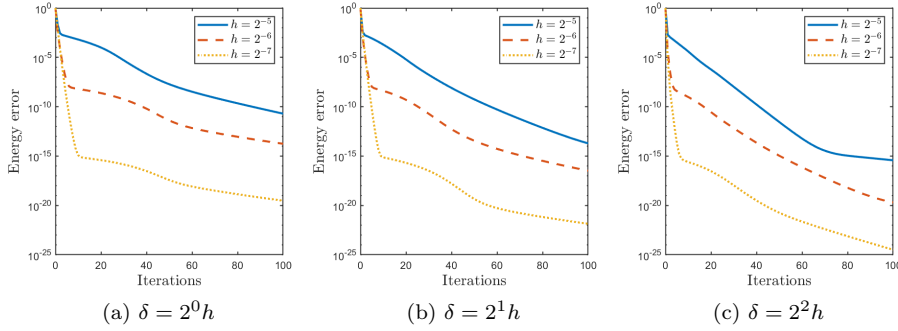 10^0
10^-5
10^-10
10^-15
10^-20
10^-25
Energy error
0 20 40 60 80 100
Iterations
h = 2^-5
h = 2^-6
h = 2^-7
(a) δ = 2^0h
10^0
10^-5
10^-10
10^-15
10^-20
10^-25
Energy error
0 20 40 60 80 100
Iterations
h = 2^-5
h = 2^-6
h = 2^-7
(b) δ = 2^1h
10^0
10^-5
10^-10
10^-15
10^-20
10^-25
Energy error
0 20 40 60 80 100
Iterations
h = 2^-5
h = 2^-6
h = 2^-7
(c) δ = 2^2h